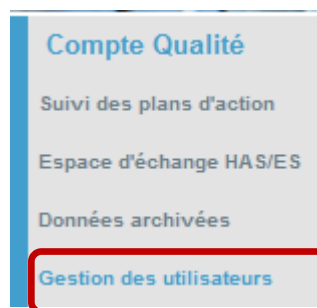 Compte Qualité
Suivi des plans d'action
Espace d'échange HAS/ES
Données archivées
Gestion des utilisateurs